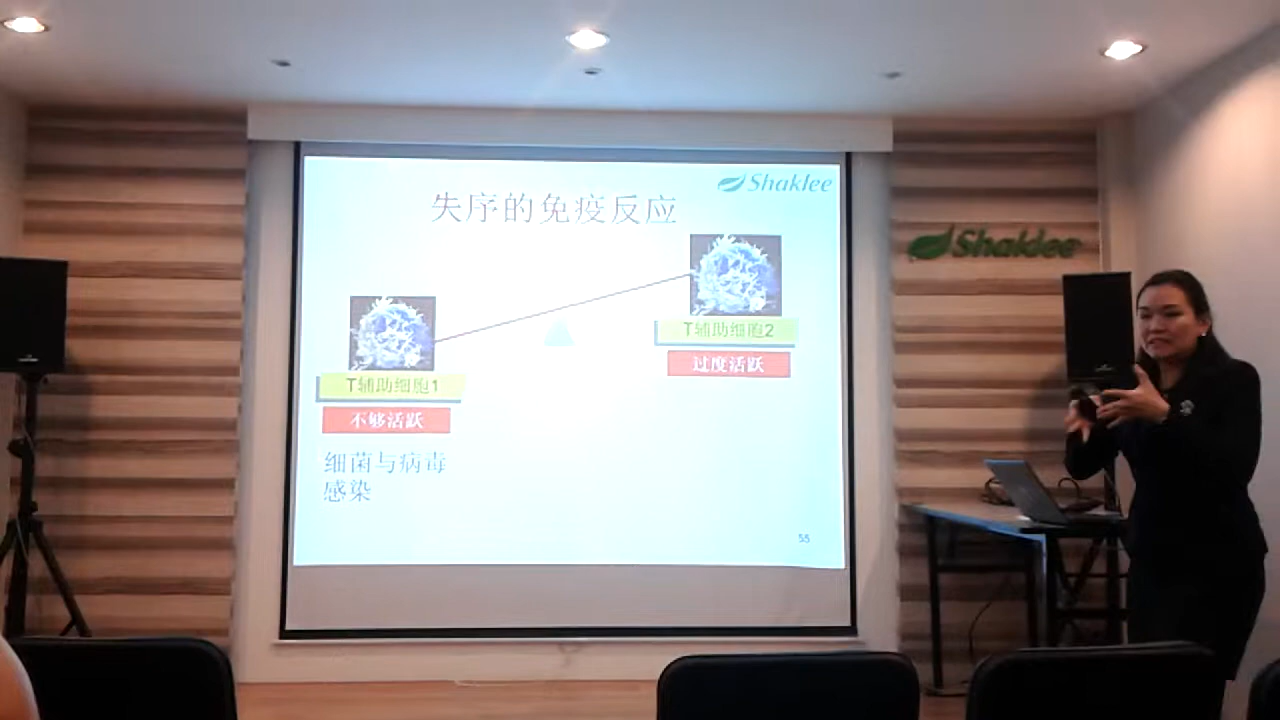 Shaklee
失序的免疫反应
Shaklee
T辅助细胞2
过度活跃
T辅助细胞1
不够活跃
细菌与病毒
感染
55